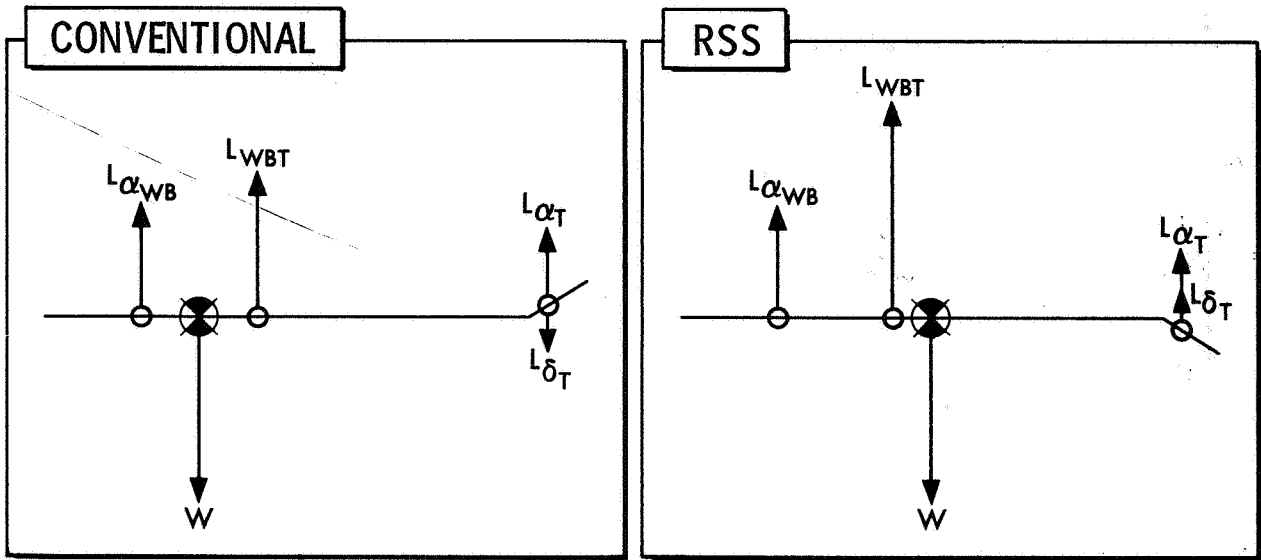 CONVENTIONAL
LαWB
LWBT
LαT
LδT
W
RSS
LWBT
LαWB
LαT
LδT
W